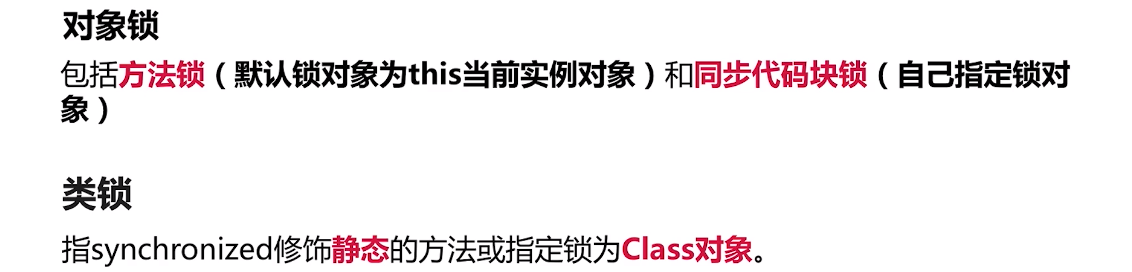 对象锁
包括方法锁（默认锁对象为this当前实例对象）和同步代码块锁（自己指定锁对
象）
类锁
指synchronized修饰静态的方法或指定锁为Class对象。